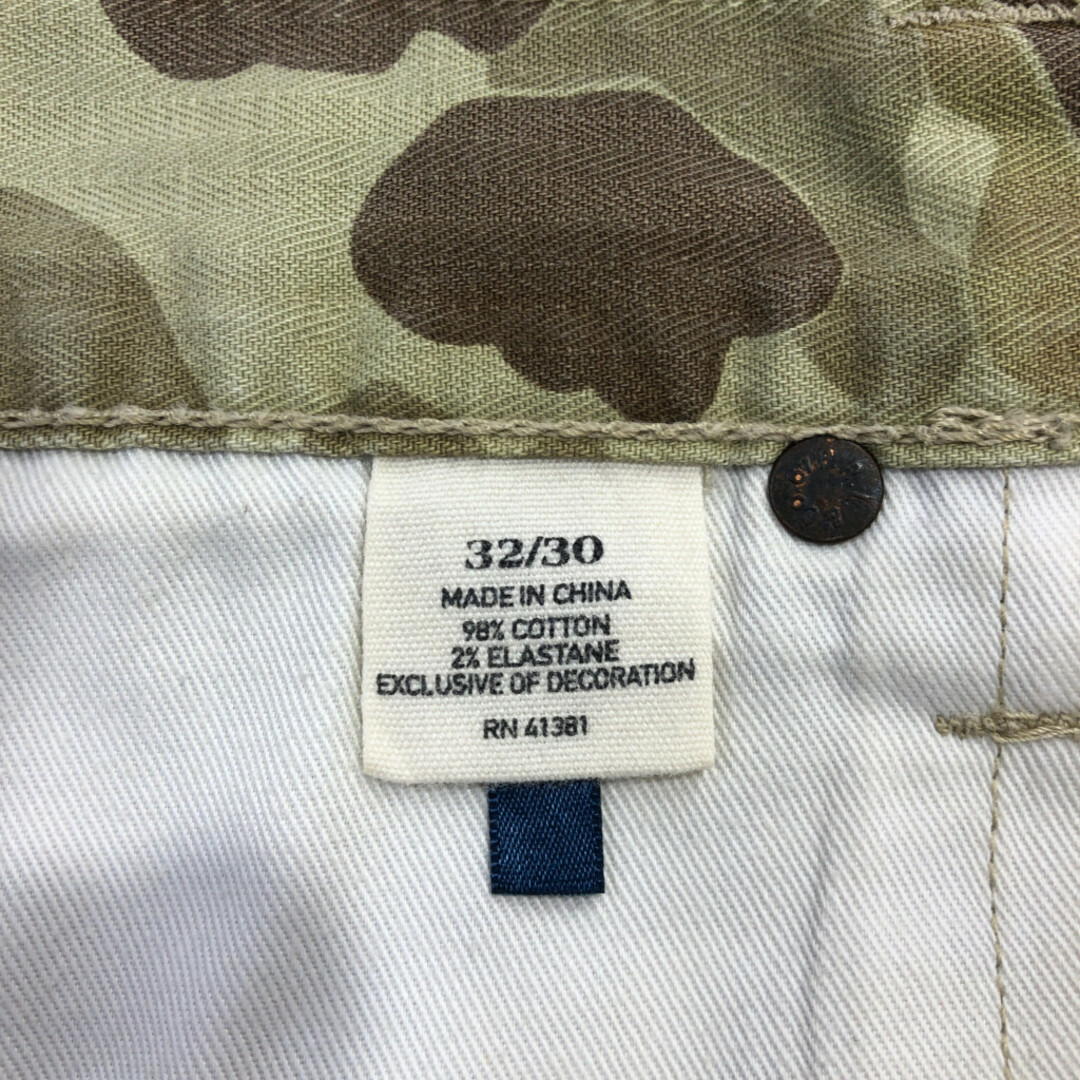 32/30
MADE IN CHINA
98% COTTON
2% ELASTANE
EXCLUSIVE OF DECORATION
RN 41381